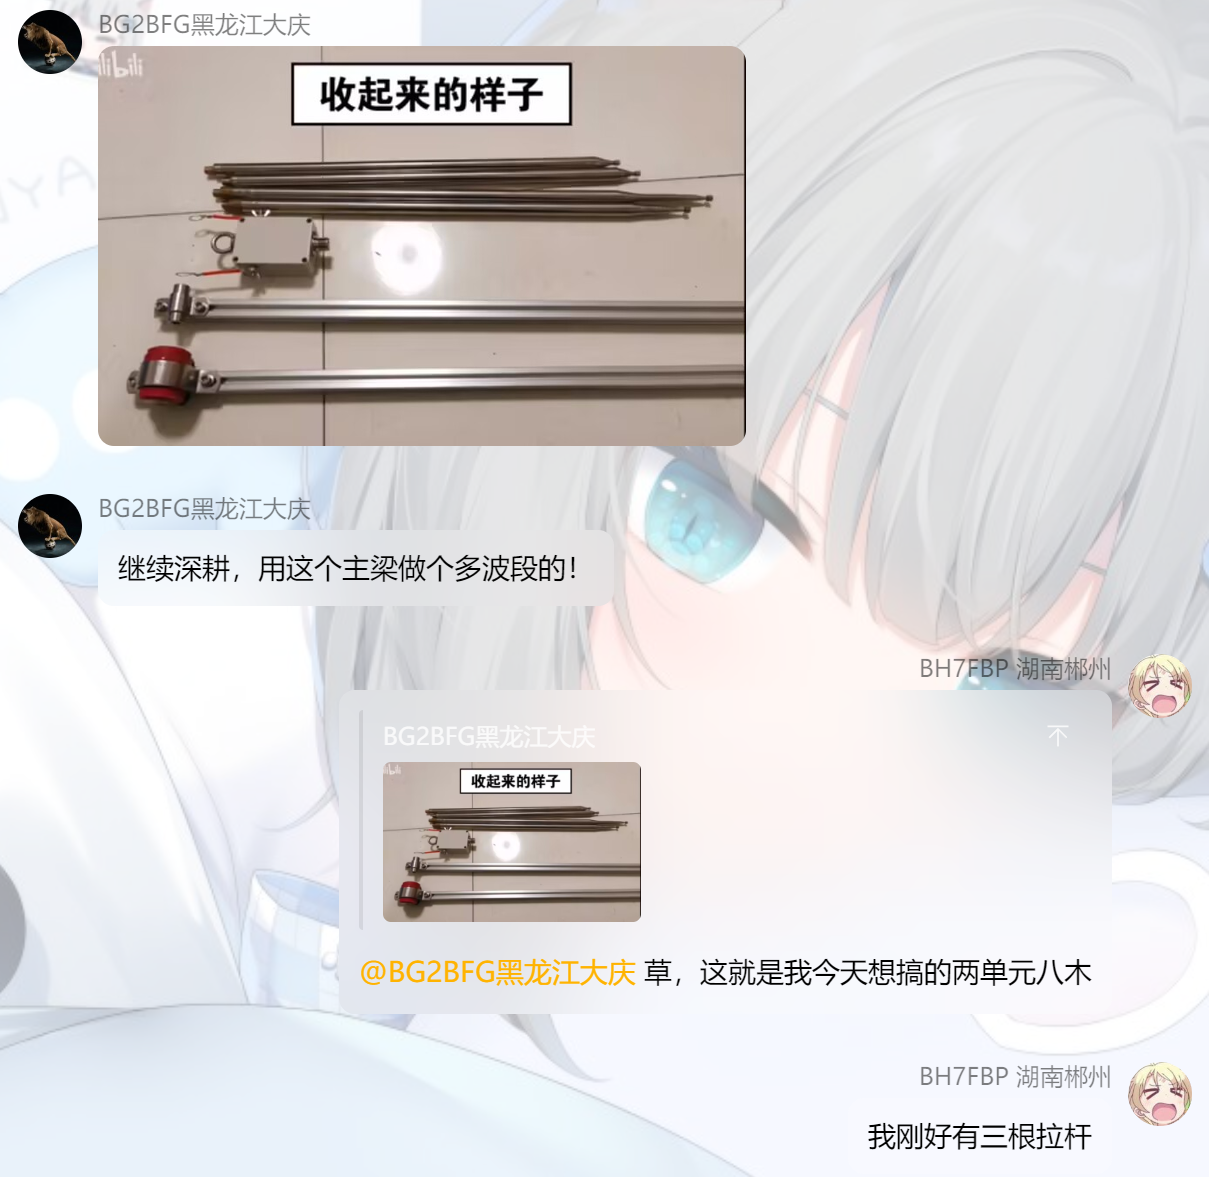 BG2BFG黑龙江大庆
ilibili
收起来的样子
BG2BFG黑龙江大庆
继续深耕，用这个主梁做个多波段的！
BH7FBP 湖南郴州
BG2BFG黑龙江大庆
收起来的样子
@BG2BFG黑龙江大庆 草，这就是我今天想搞的两单元八木
BH7FBP 湖南郴州
我刚好有三根拉杆